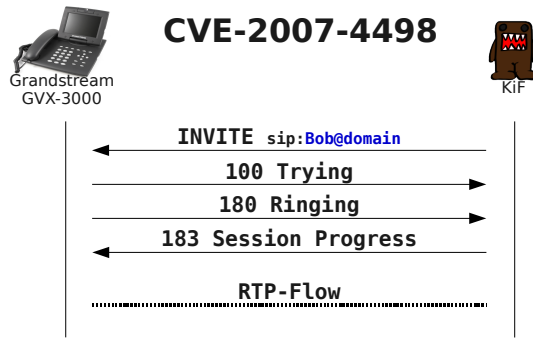 CVE-2007-4498
Grandstream
GVX-3000
KiF
INVITE sip:Bob@domain
100 Trying
180 Ringing
183 Session Progress
RTP-Flow